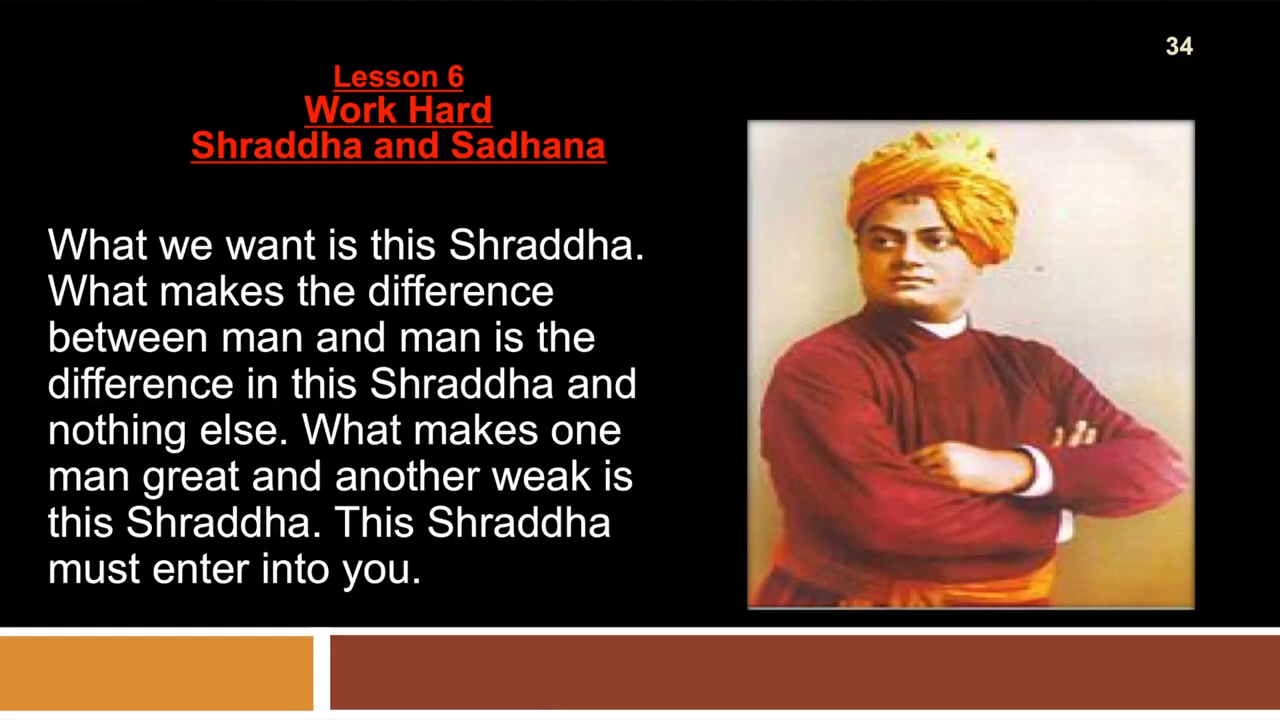 34
Lesson 6
Work Hard
Shraddha and Sadhana
What we want is this Shraddha.
What makes the difference
between man and man is the
difference in this Shraddha and
nothing else. What makes one
man great and another weak is
this Shraddha. This Shraddha
must enter into you.